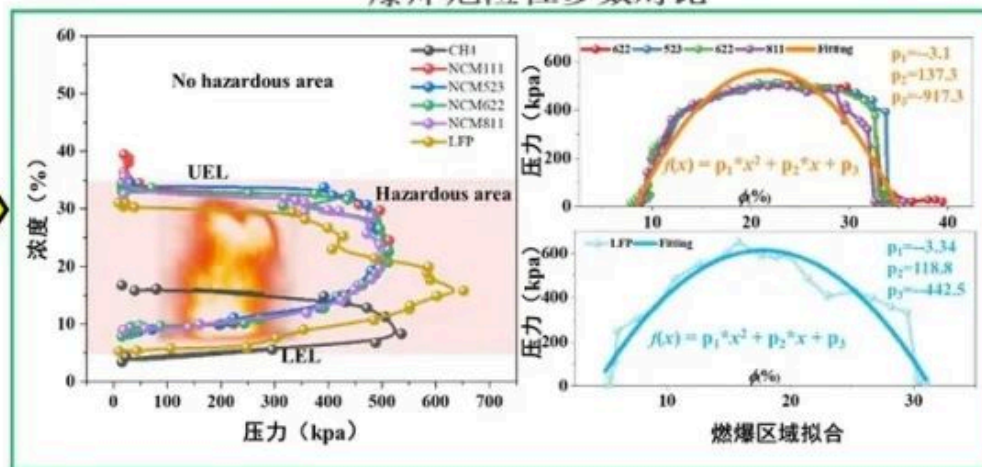 60
50
40
30
20
10
0
浓度(%)
No hazardous area
CH4
NCM111
NCM523
NCM622
NCM811
LFP
UEL
Hazardous area
LEL
0 100 200 300 400 500 600 700
压力(kpa)
622 523 622 811 Fitting
600
400
200
0
压力(kpa)
p₁=--3.1
p₂=137.3
p₃=-917.3
f(x) = p₁*x² + p₂*x + p₃
ϕ(%)
10 20 30 40
LFP Fitting
600
400
200
0
压力(kpa)
p₁=--3.34
p₂=118.8
p₃=-442.5
f(x) = p₁*x² + p₂*x + p₃
ϕ(%)
10 20 30
燃爆区域拟合